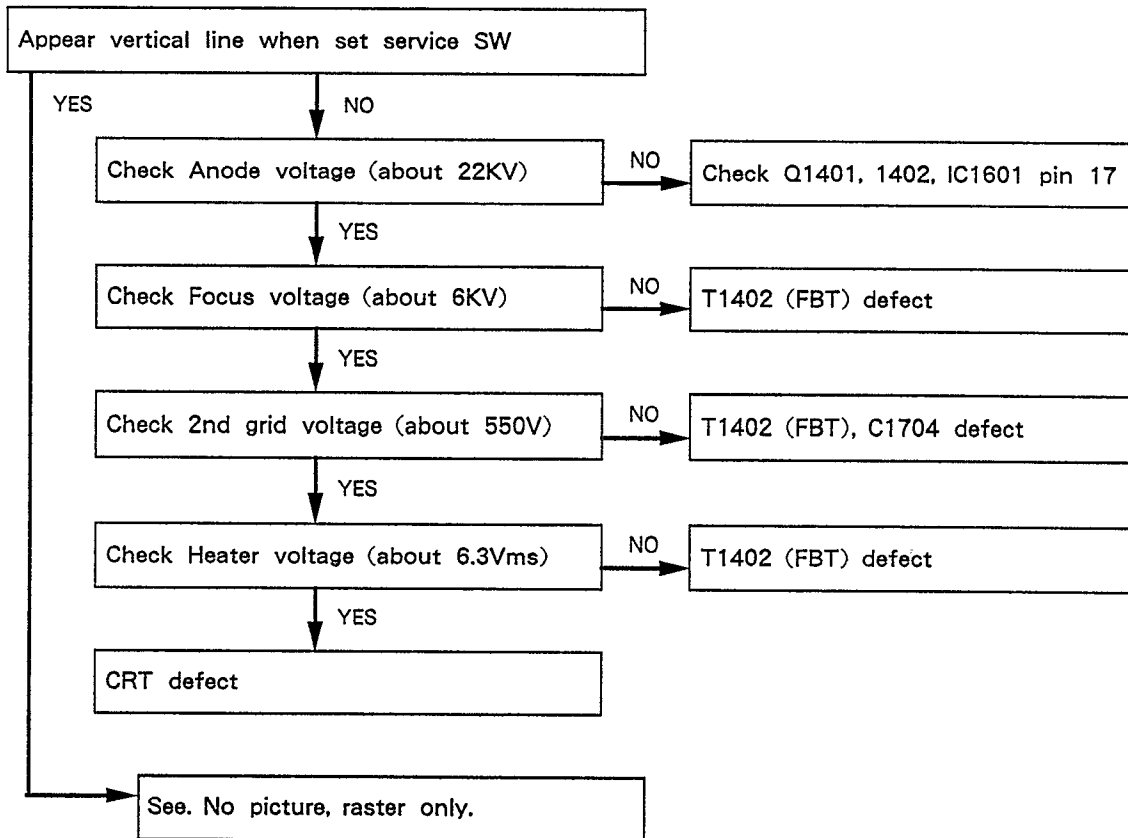 Appear vertical line when set service SW
YES
NO
Check Anode voltage (about 22KV)
NO
Check Q1401, 1402, IC1601 pin 17
YES
Check Focus voltage (about 6KV)
NO
T1402 (FBT) defect
YES
Check 2nd grid voltage (about 550V)
NO
T1402 (FBT), C1704 defect
YES
Check Heater voltage (about 6.3Vms)
NO
T1402 (FBT) defect
YES
CRT defect
See. No picture, raster only.